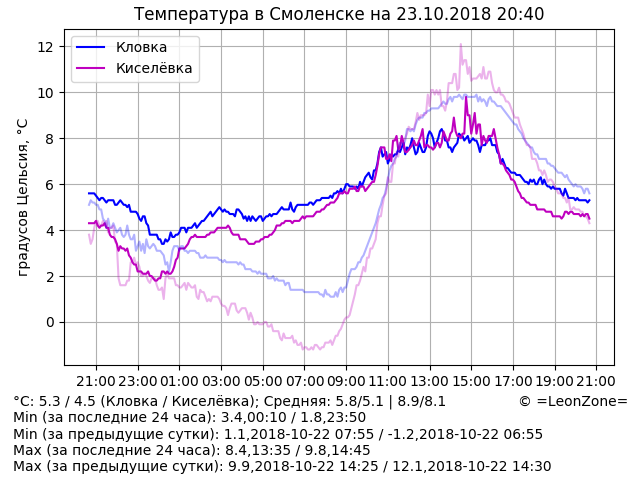 Температура в Смоленске на 23.10.2018 20:40
Кловка
Киселёвка
градусов Цельсия, °C
12
10
8
6
4
2
0
21:00 23:00 01:00 03:00 05:00 07:00 09:00 11:00 13:00 15:00 17:00 19:00 21:00
°C: 5.3 / 4.5 (Кловка / Киселёвка); Средняя: 5.8/5.1 | 8.9/8.1 © =LeonZone=
Min (за последние 24 часа): 3.4,00:10 / 1.8,23:50
Min (за предыдущие сутки): 1.1,2018-10-22 07:55 / -1.2,2018-10-22 06:55
Max (за последние 24 часа): 8.4,13:35 / 9.8,14:45
Max (за предыдущие сутки): 9.9,2018-10-22 14:25 / 12.1,2018-10-22 14:30